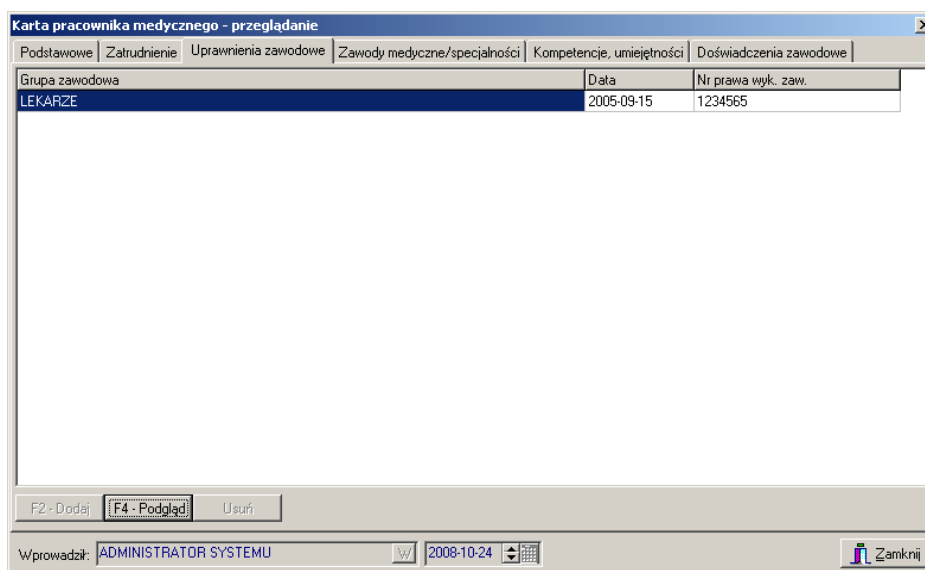 Karta pracownika medycznego - przeglądanie
Podstawowe Zatrudnienie Uprawnienia zawodowe Zawody medyczne/specjalności Kompetencje, umiejętności Doświadczenia zawodowe
Grupa zawodowa Data Nr prawa wyk. zaw.
LEKARZE 2005-09-15 1234565
F2 - Dodaj F4 - Podgląd Usuń
Wprowadził: ADMINISTRATOR SYSTEMU W 2008-10-24 Zamknij